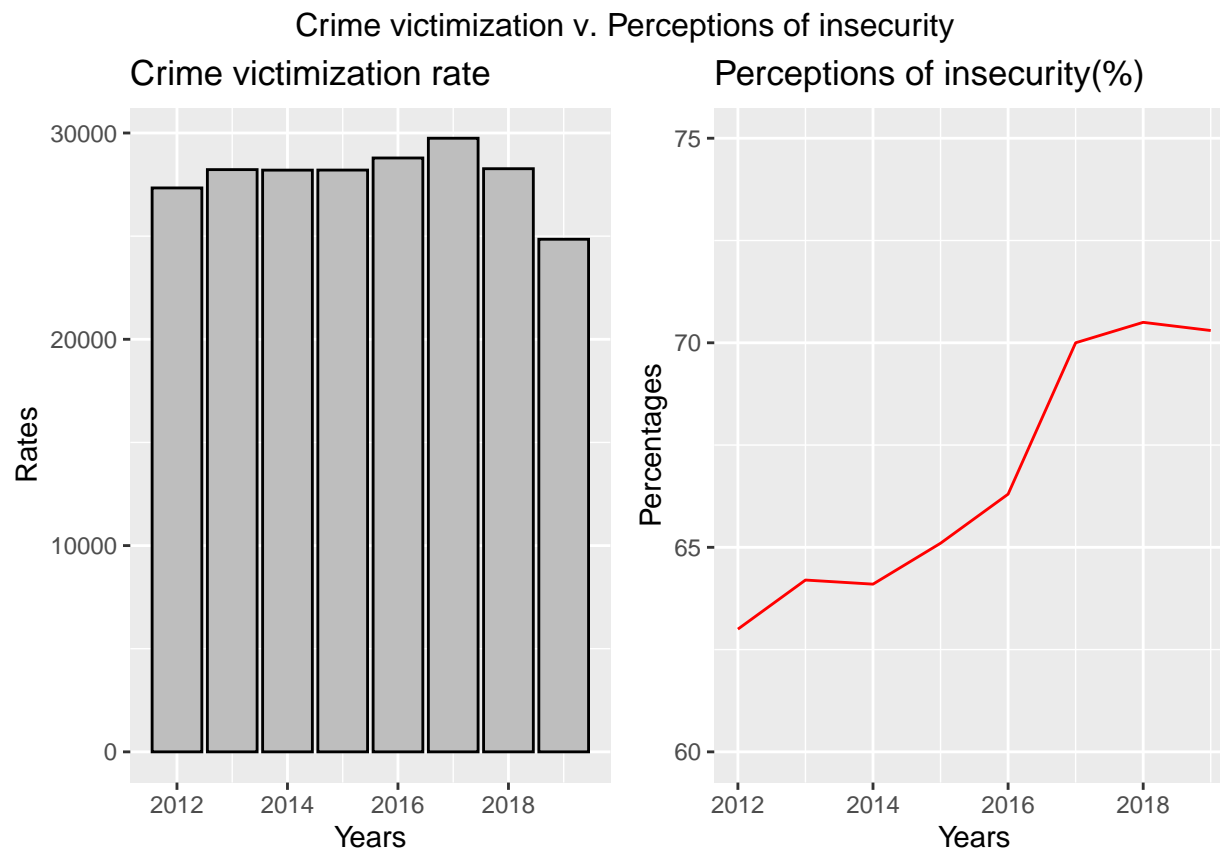 Crime victimization v. Perceptions of insecurity
Crime victimization rate
30000
20000
10000
0
Rates
2012 2014 2016 2018
Years
Perceptions of insecurity(%)
75
70
65
60
Percentages
2012 2014 2016 2018
Years